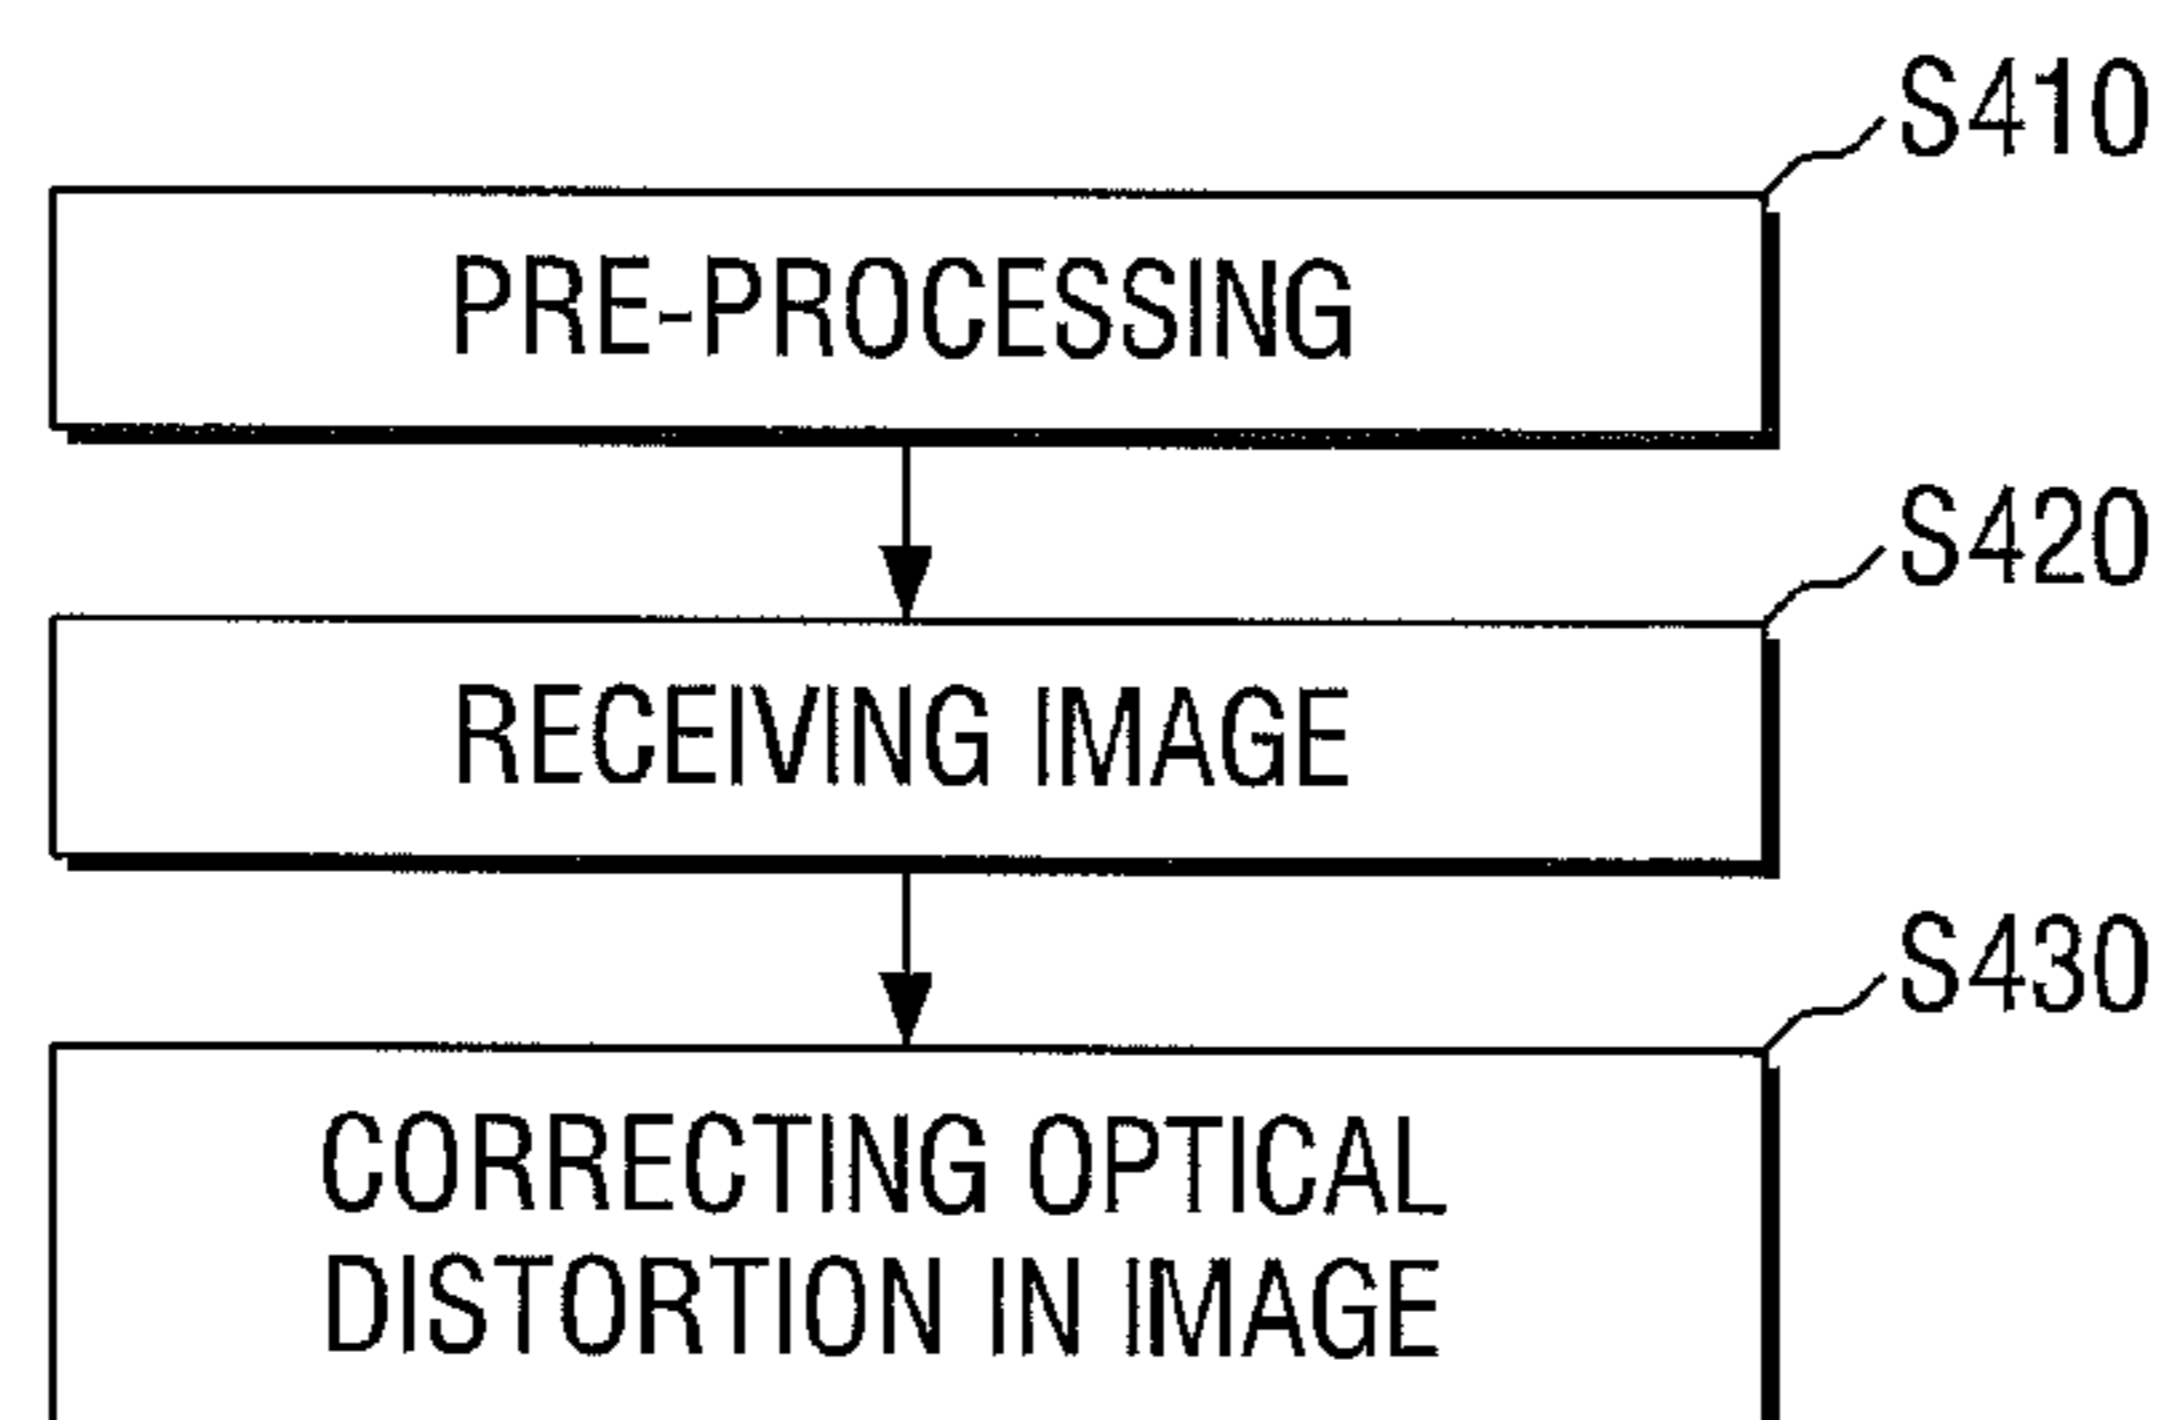 S410
PRE-PROCESSING
S420
RECEIVING IMAGE
S430
CORRECTING OPTICAL
DISTORTION IN IMAGE